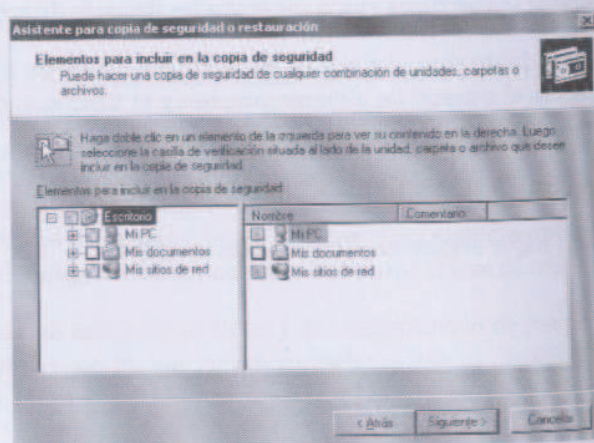 Asistente para copia de seguridad o restauración
Elementos para incluir en la copia de seguridad
Puede hacer una copia de seguridad de cualquier combinación de unidades, carpetas o
archivos.
Haga doble clic en un elemento de la izquierda para ver su contenido en la derecha. Luego
seleccione la casilla de verificación situada al lado de la unidad, carpeta o archivo que desee
incluir en la copia de seguridad.
Elementos para incluir en la copia de seguridad:
Escritorio
Mi PC
Mis documentos
Mis sitios de red
Nombre Comentario
Mi PC
Mis documentos
Mis sitios de red
< Atrás Siguiente > Cancelar